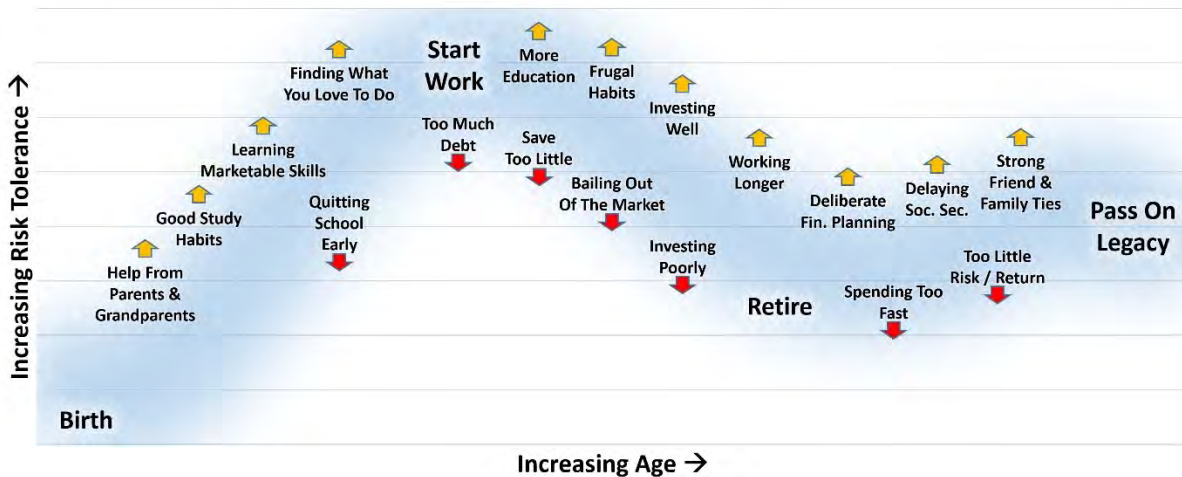 Increasing Risk Tolerance →
Finding What
You Love To Do
Start
Work
More
Education
Frugal
Habits
Investing
Well
Learning
Marketable Skills
Too Much
Debt
Save
Too Little
Working
Longer
Good Study
Habits
Quitting
School
Early
Bailing Out
Of The Market
Deliberate
Fin. Planning
Delaying
Soc. Sec.
Strong
Friend &
Family Ties
Pass On
Legacy
Help From
Parents &
Grandparents
Investing
Poorly
Retire
Spending Too
Fast
Too Little
Risk / Return
Birth
Increasing Age →